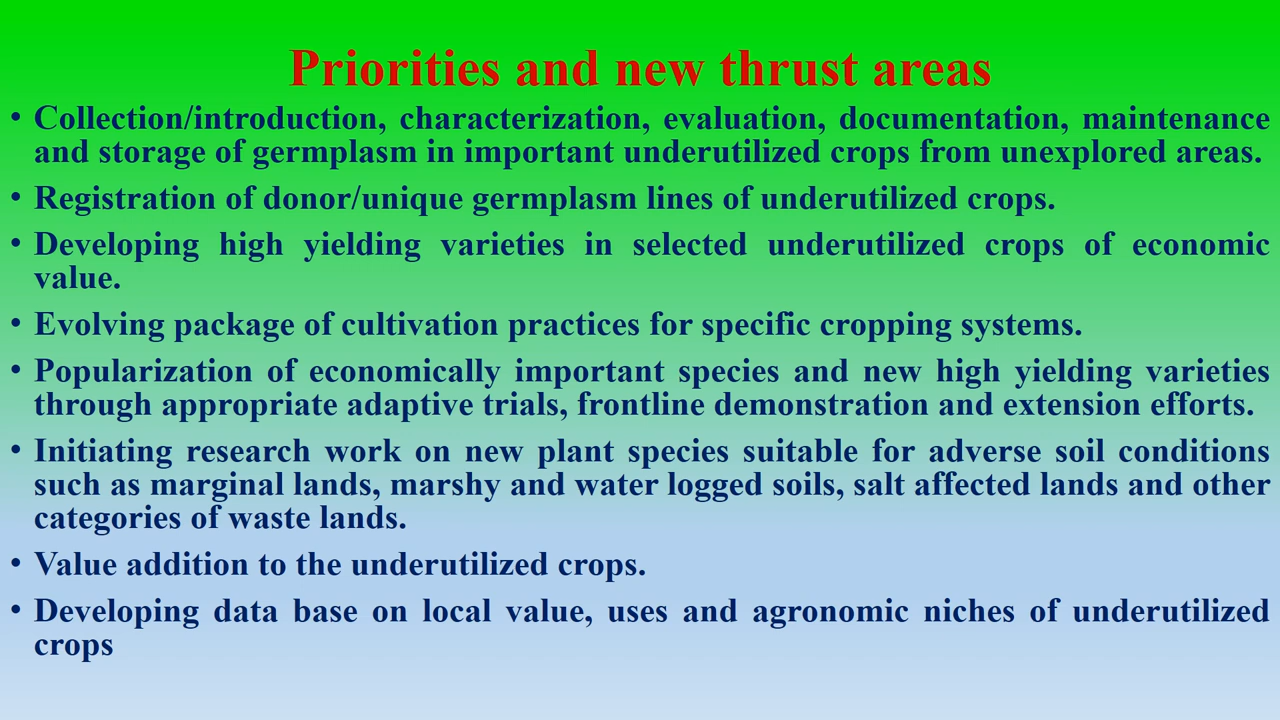 Priorities and new thrust areas
• Collection/introduction, characterization, evaluation, documentation, maintenance
and storage of germplasm in important underutilized crops from unexplored areas.
• Registration of donor/unique germplasm lines of underutilized crops.
• Developing high yielding varieties in selected underutilized crops of economic
value.
• Evolving package of cultivation practices for specific cropping systems.
• Popularization of economically important species and new high yielding varieties
through appropriate adaptive trials, frontline demonstration and extension efforts.
• Initiating research work on new plant species suitable for adverse soil conditions
such as marginal lands, marshy and water logged soils, salt affected lands and other
categories of waste lands.
• Value addition to the underutilized crops.
• Developing data base on local value, uses and agronomic niches of underutilized
crops